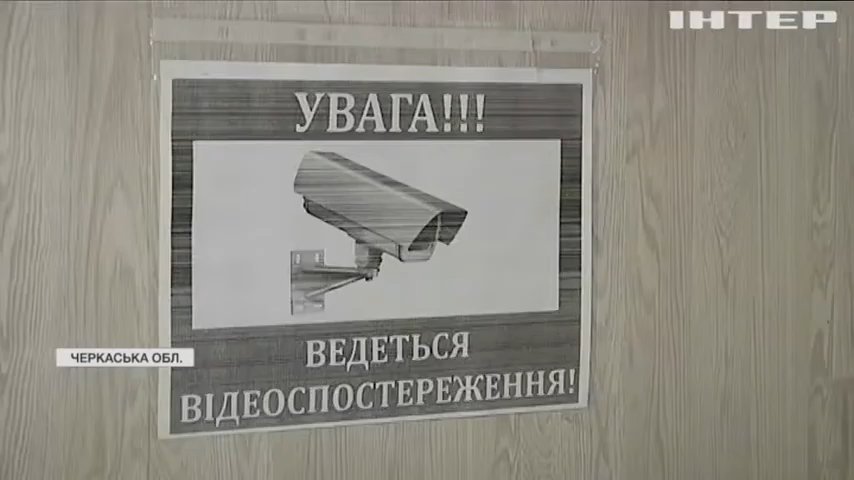 ІНТЕР
УВАГА!!!
ЧЕРКАСЬКА ОБЛ.
ВЕДЕТЬСЯ
ВІДЕОСПОСТЕРЕЖЕННЯ!